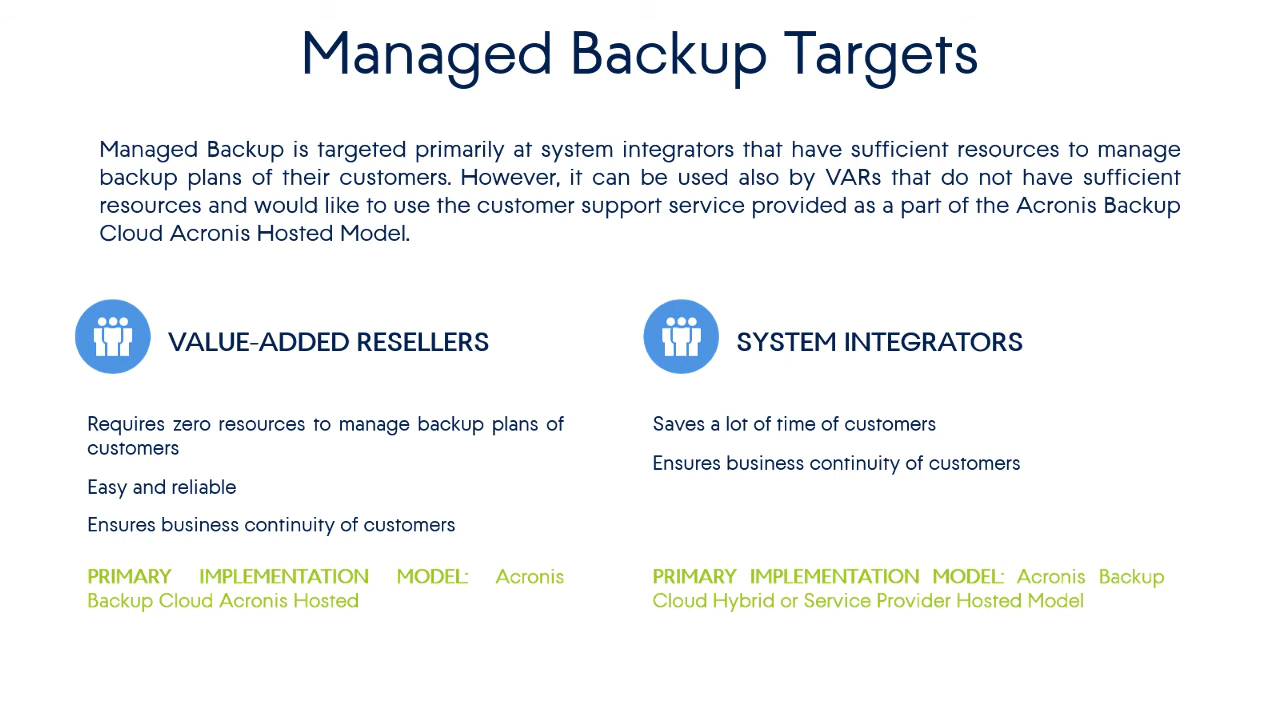 Managed Backup Targets
Managed Backup is targeted primarily at system integrators that have sufficient resources to manage
backup plans of their customers. However, it can be used also by VARs that do not have sufficient
resources and would like to use the customer support service provided as a part of the Acronis Backup
Cloud Acronis Hosted Model.
VALUE-ADDED RESELLERS
Requires zero resources to manage backup plans of
customers
Easy and reliable
Ensures business continuity of customers
PRIMARY IMPLEMENTATION MODEL: Acronis
Backup Cloud Acronis Hosted
SYSTEM INTEGRATORS
Saves a lot of time of customers
Ensures business continuity of customers
PRIMARY IMPLEMENTATION MODEL: Acronis Backup
Cloud Hybrid or Service Provider Hosted Model